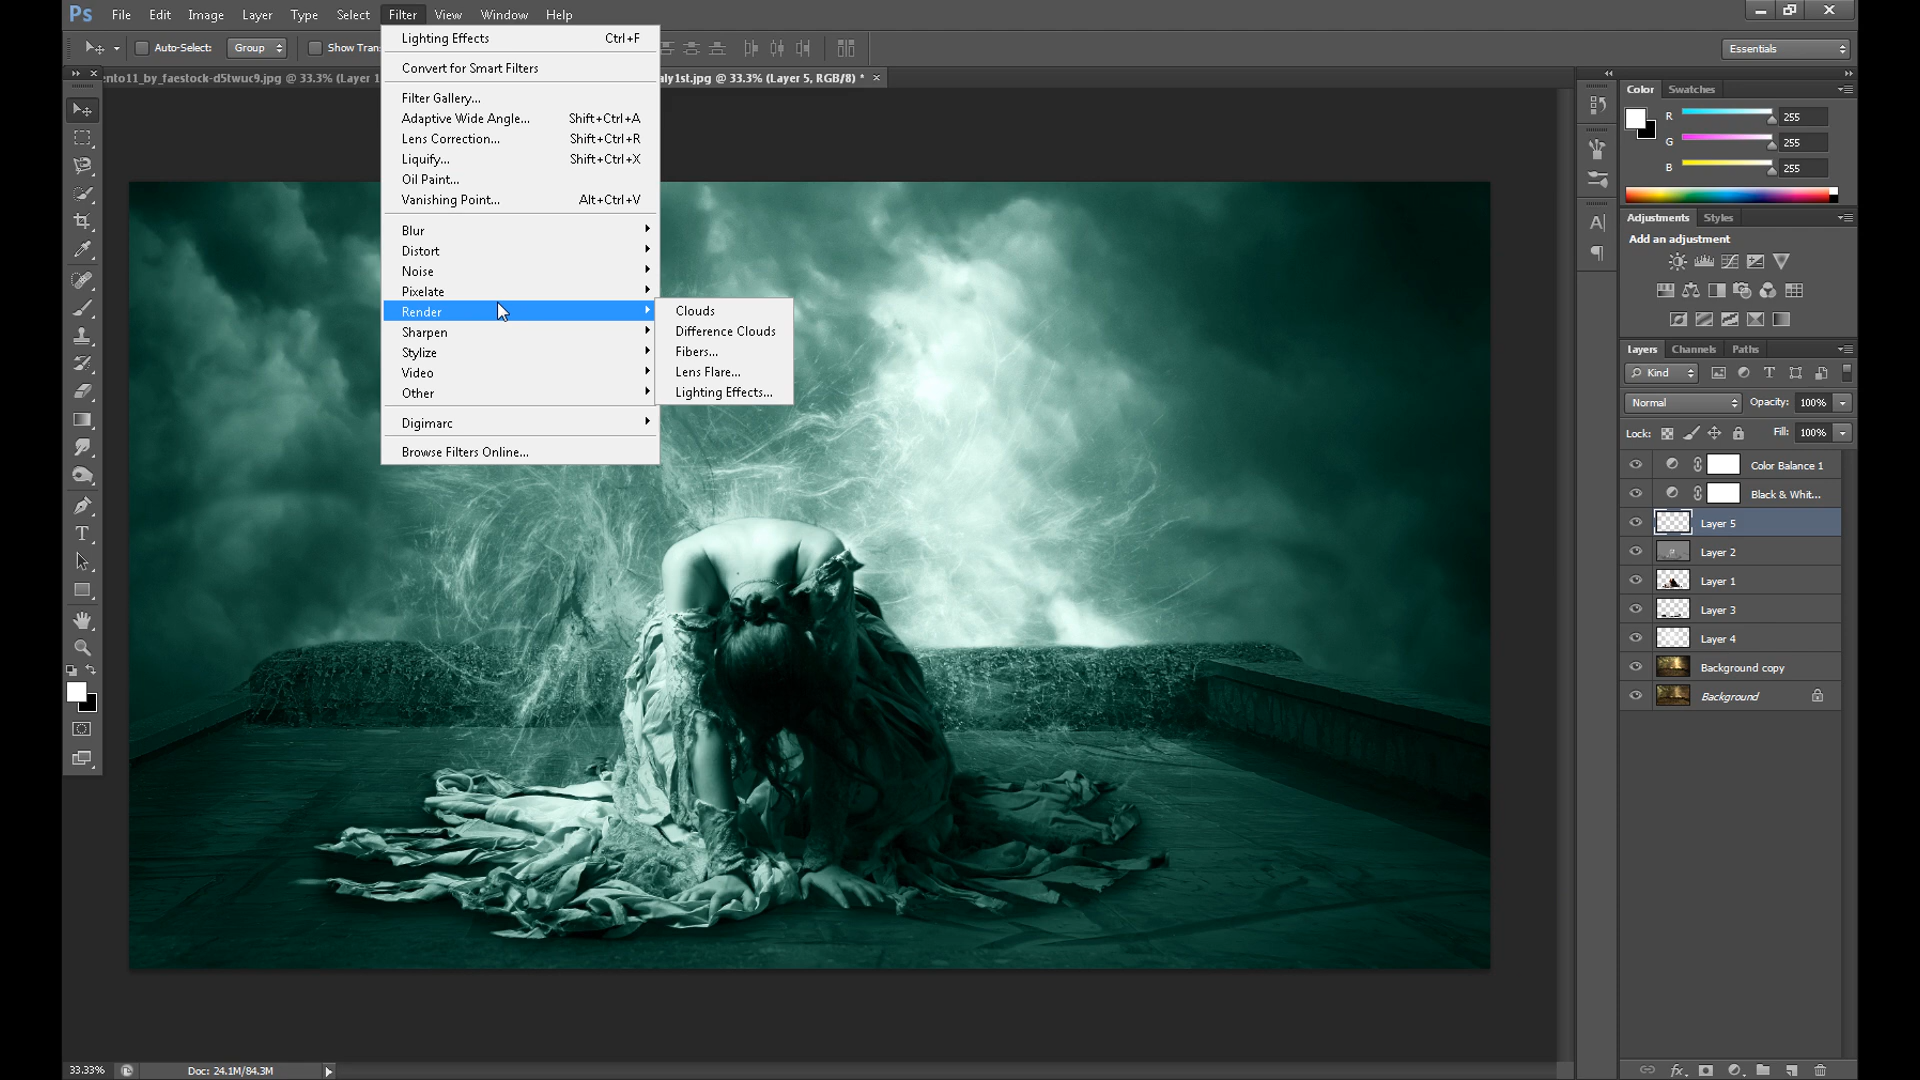 Ps File Edit Image Layer Type Select Filter View Window Help
Auto-Select: Group Show Tran
Essentials
ento11_by_faestock-d5twuc9.jpg @ 33.3% (Layer 1
aly1st.jpg @ 33.3% (Layer 5, RGB/8) *
Lighting Effects Ctrl+F
Convert for Smart Filters
Filter Gallery...
Adaptive Wide Angle... Shift+Ctrl+A
Lens Correction... Shift+Ctrl+R
Liquify... Shift+Ctrl+X
Oil Paint...
Vanishing Point... Alt+Ctrl+V
Blur
Distort
Noise
Pixelate
Render
Sharpen
Stylize
Video
Other
Digimarc
Browse Filters Online...
Clouds
Difference Clouds
Fibers...
Lens Flare...
Lighting Effects...
Color Swatches
R 255
G 255
B 255
Adjustments Styles
Add an adjustment
Layers Channels Paths
Kind
Normal Opacity: 100%
Lock: Fill: 100%
Color Balance 1
Black & Whit...
Layer 5
Layer 2
Layer 1
Layer 3
Layer 4
Background copy
Background
33.33% Doc: 24.1M/84.3M